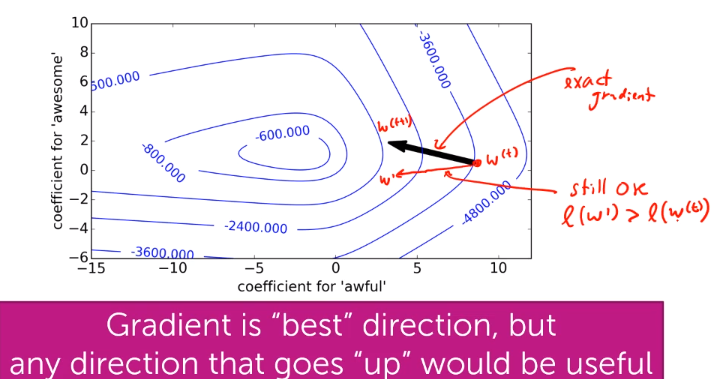 10
8
6
4
2
0
−2
−4
−6
coefficient for 'awesome'
-3600.000
-600.000
-800.000
-2400.000
-3600.000
-4800.000
w(t+1)
w(t)
w'
exact
gradient
still OK
l(w') > l(w(t))
−15 −10 −5 0 5 10
coefficient for 'awful'
Gradient is “best” direction, but
any direction that goes “up” would be useful